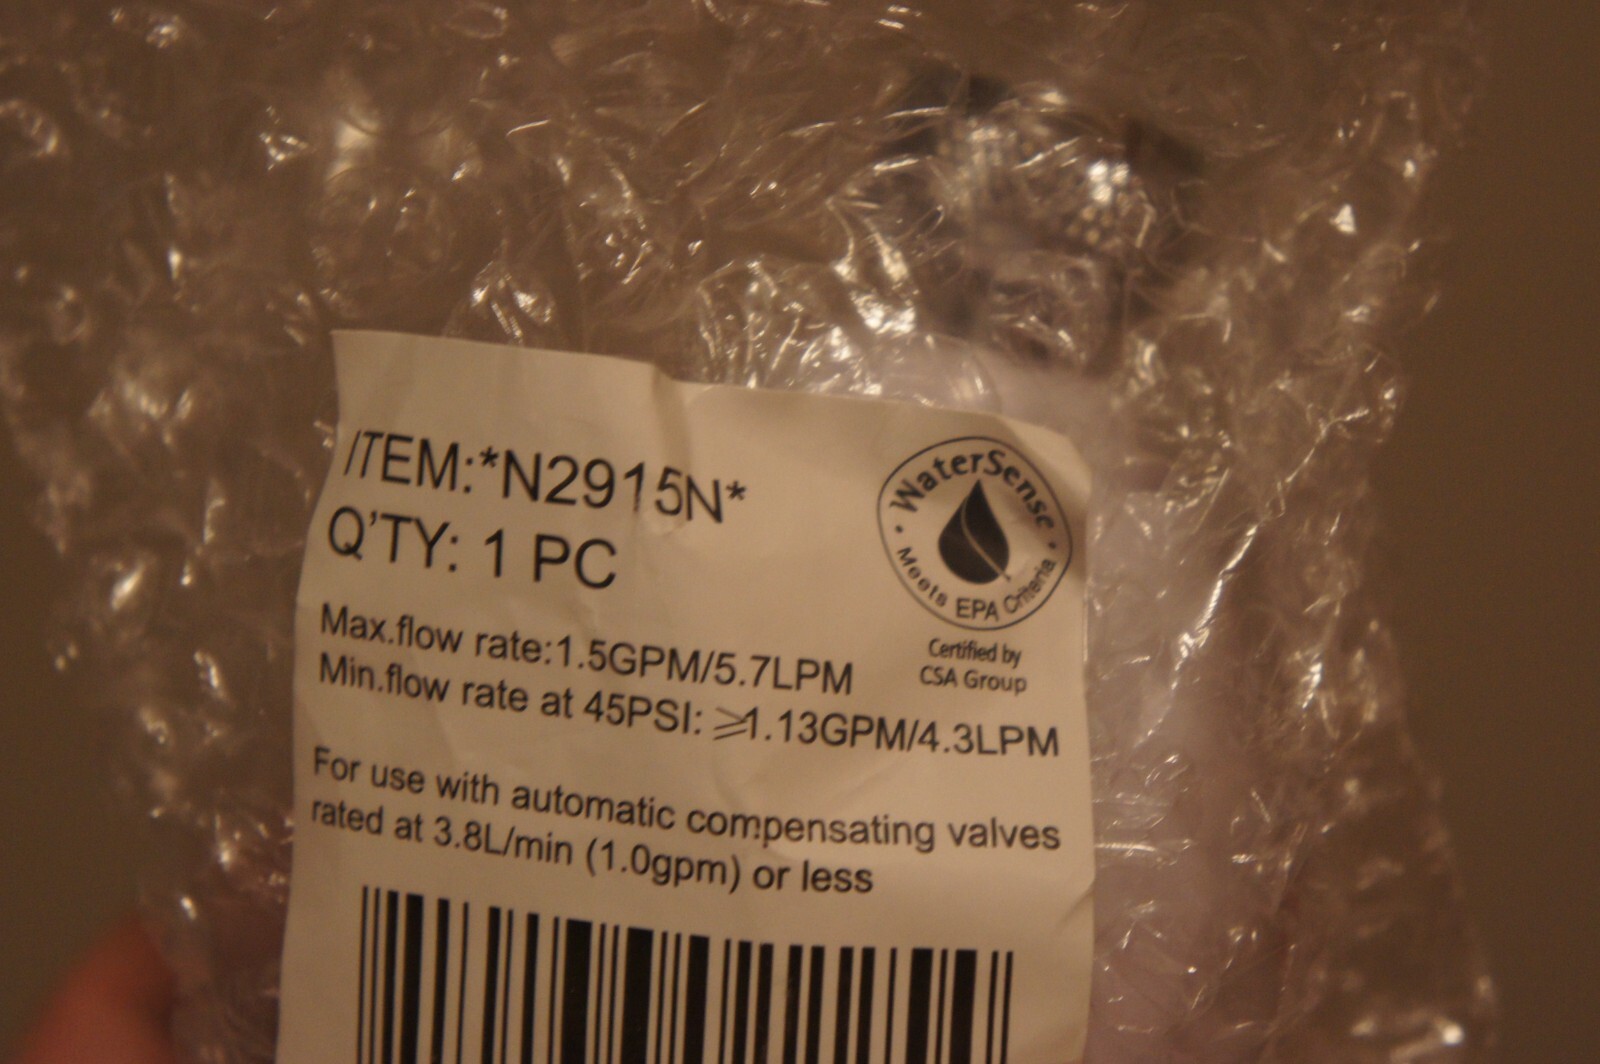 ITEM:*N2915N*
Q'TY: 1 PC
WaterSense
Meets EPA Criteria
Certified by
CSA Group
Max.flow rate:1.5GPM/5.7LPM
Min.flow rate at 45PSI: ⩾1.13GPM/4.3LPM
For use with automatic compensating valves
rated at 3.8L/min (1.0gpm) or less